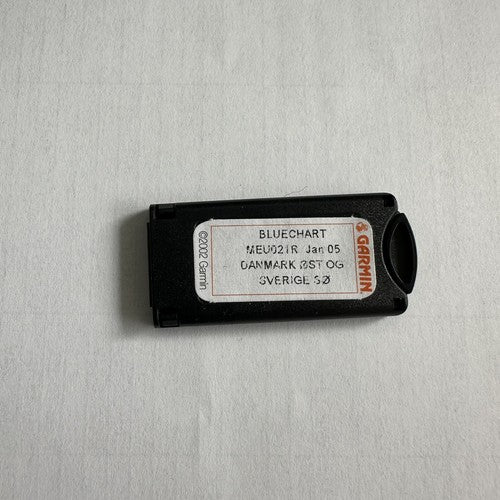 ©2002 Garmin
BLUECHART
MEU021R Jan 05
DANMARK ØST OG
SVERIGE SØ
GARMIN